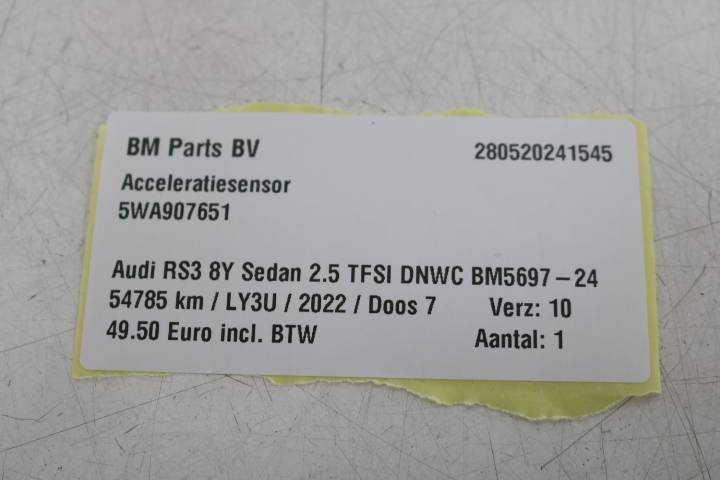 BM Parts BV 280520241545
Acceleratiesensor
5WA907651
Audi RS3 8Y Sedan 2.5 TFSI DNWC BM5697-24
54785 km / LY3U / 2022 / Doos 7 Verz: 10
49.50 Euro incl. BTW Aantal: 1